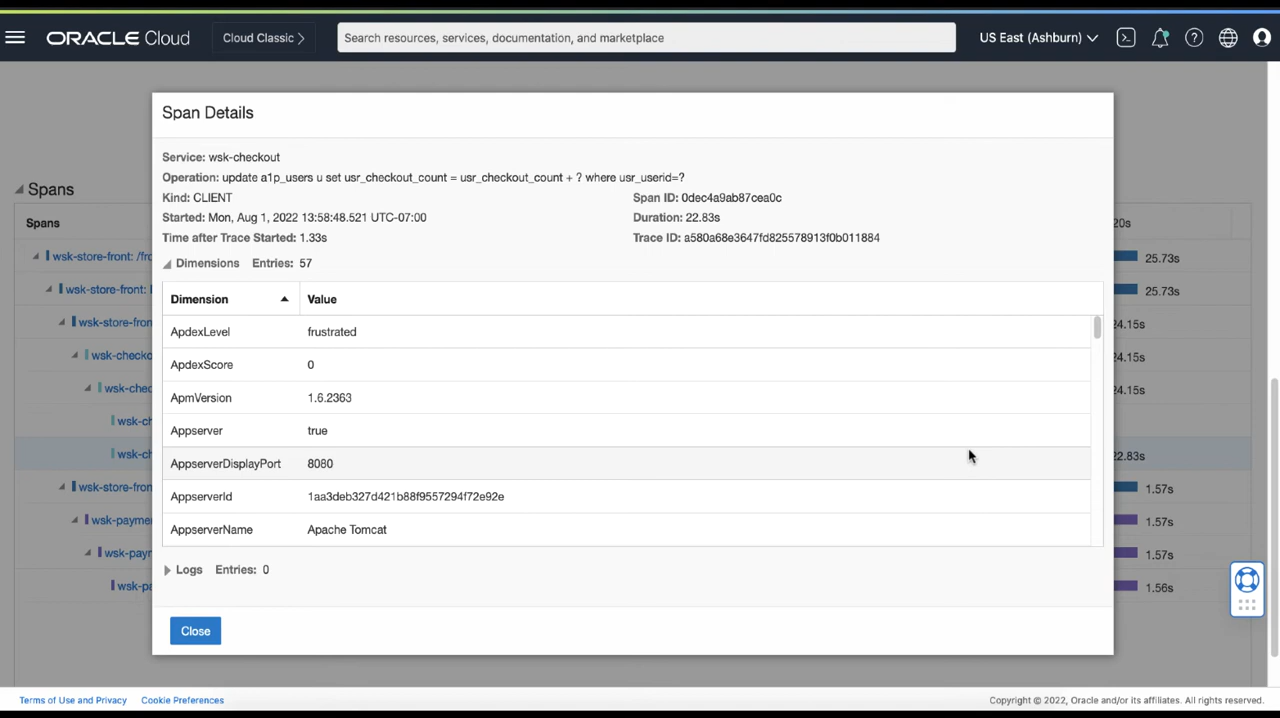 ORACLE Cloud
Cloud Classic
Search resources, services, documentation, and marketplace
US East (Ashburn)
Span Details
Service: wsk-checkout
Operation: update a1p_users u set usr_checkout_count = usr_checkout_count + ? where usr_userid=?
Kind: CLIENT
Span ID: 0dec4a9ab87cea0c
Started: Mon, Aug 1, 2022 13:58:48.521 UTC-07:00
Duration: 22.83s
Time after Trace Started: 1.33s
Trace ID: a580a68e3647fd825578913f0b011884
Dimensions Entries: 57
Dimension Value
ApdexLevel frustrated
ApdexScore 0
ApmVersion 1.6.2363
Appserver true
AppserverDisplayPort 8080
AppserverId 1aa3deb327d421b88f9557294f72e92e
AppserverName Apache Tomcat
Logs Entries: 0
Close
Spans
Spans
20s
wsk-store-front: /fro
25.73s
wsk-store-front:
25.73s
wsk-store-fron
24.15s
wsk-checko
24.15s
wsk-chec
24.15s
wsk-ch
wsk-ch
22.83s
wsk-store-fron
1.57s
wsk-payme
1.57s
wsk-payn
1.57s
wsk-pa
1.56s
Terms of Use and Privacy
Cookie Preferences
Copyright © 2022, Oracle and/or its affiliates. All rights reserved.